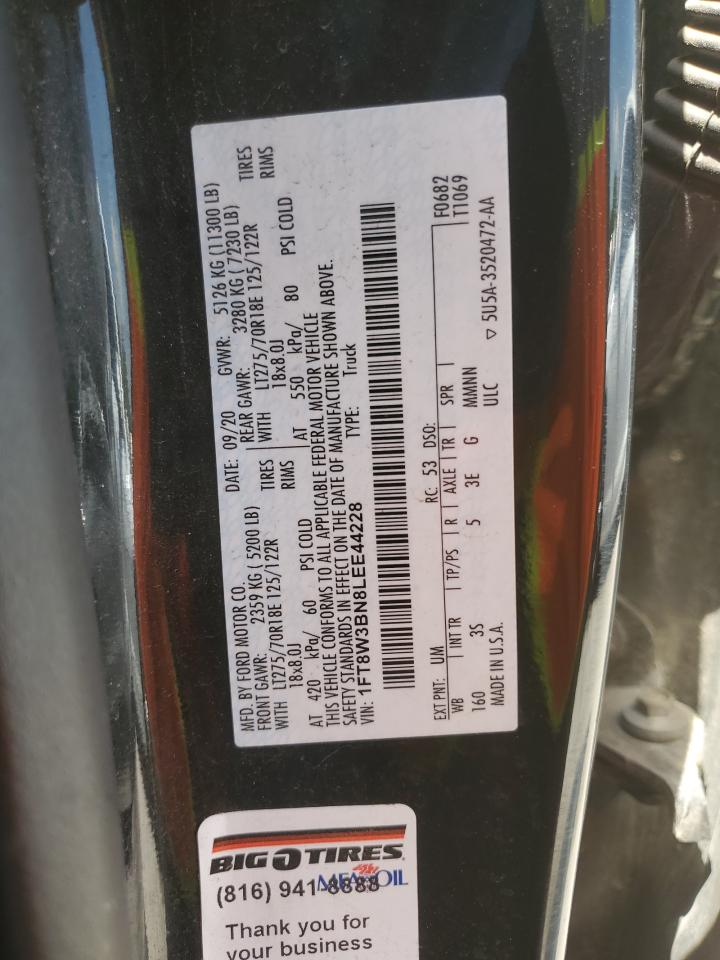 MFD. BY FORD MOTOR CO.
DATE: 09/20 GVWR: 5126 KG (11300 LB)
FRONT GAWR: 2359 KG ( 5200 LB) REAR GAWR: 3280 KG ( 7230 LB)
WITH LT275/70R18E 125/122R TIRES WITH LT275/70R18E 125/122R TIRES
18x8.0J RIMS 18x8.0J RIMS
AT 420 kPa/ 60 PSI COLD AT 550 kPa/ 80 PSI COLD
THIS VEHICLE CONFORMS TO ALL APPLICABLE FEDERAL MOTOR VEHICLE
SAFETY STANDARDS IN EFFECT ON THE DATE OF MANUFACTURE SHOWN ABOVE.
VIN: 1FT8W3BN8LEE44228 TYPE: Truck
EXT PNT: UM RC: 53 DSO: F0682
WB INT TR TP/PS R AXLE TR SPR T1069
160 3S 5 3E G MMNN
MADE IN U.S.A. ULC ▽ 5U5A-3520472-AA
BIG O TIRES
(816) 941-8888
OIL
Thank you for
your business